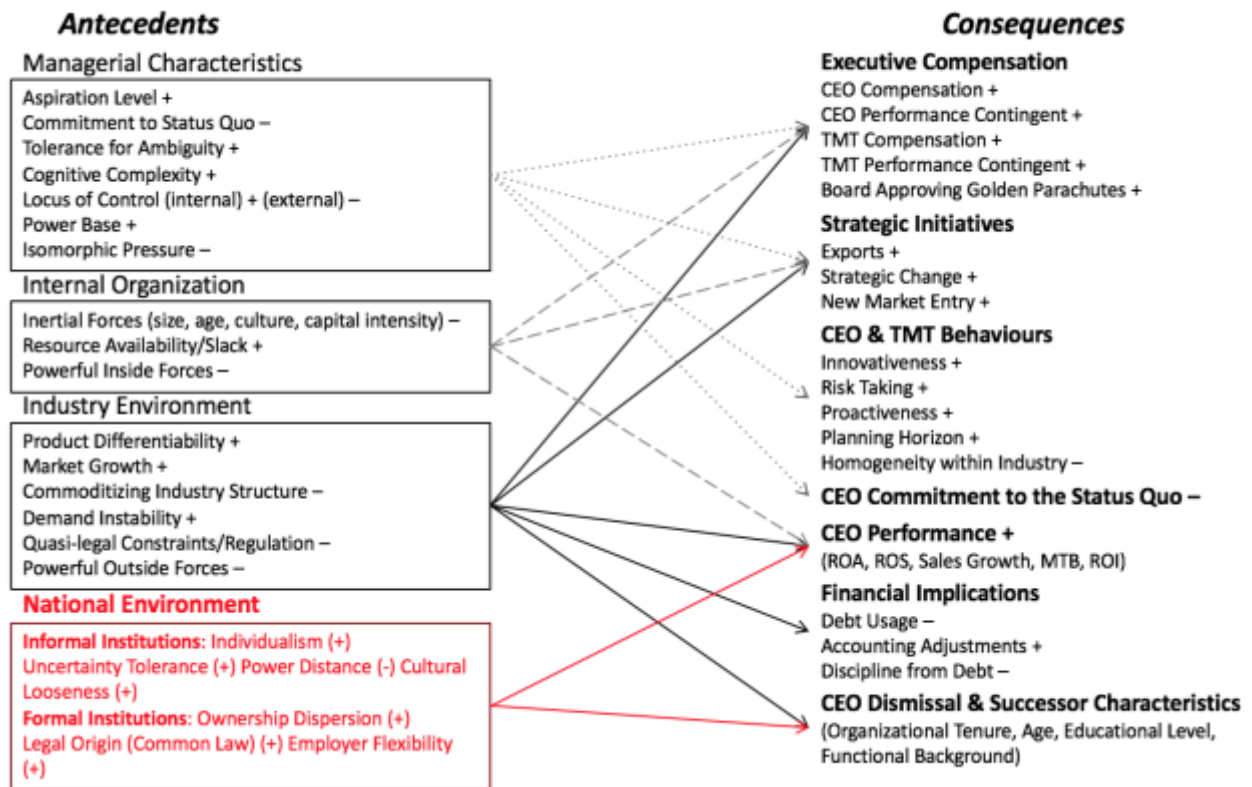 Antecedents
Managerial Characteristics
Aspiration Level +
Commitment to Status Quo –
Tolerance for Ambiguity +
Cognitive Complexity +
Locus of Control (internal) + (external) –
Power Base +
Isomorphic Pressure –
Internal Organization
Inertial Forces (size, age, culture, capital intensity) –
Resource Availability/Slack +
Powerful Inside Forces –
Industry Environment
Product Differentiability +
Market Growth +
Commoditizing Industry Structure –
Demand Instability +
Quasi-legal Constraints/Regulation –
Powerful Outside Forces –
National Environment
Informal Institutions: Individualism (+)
Uncertainty Tolerance (+) Power Distance (-) Cultural
Looseness (+)
Formal Institutions: Ownership Dispersion (+)
Legal Origin (Common Law) (+) Employer Flexibility
(+)
Consequences
Executive Compensation
CEO Compensation +
CEO Performance Contingent +
TMT Compensation +
TMT Performance Contingent +
Board Approving Golden Parachutes +
Strategic Initiatives
Exports +
Strategic Change +
New Market Entry +
CEO & TMT Behaviours
Innovativeness +
Risk Taking +
Proactiveness +
Planning Horizon +
Homogeneity within Industry –
CEO Commitment to the Status Quo –
CEO Performance +
(ROA, ROS, Sales Growth, MTB, ROI)
Financial Implications
Debt Usage –
Accounting Adjustments +
Discipline from Debt –
CEO Dismissal & Successor Characteristics
(Organizational Tenure, Age, Educational Level,
Functional Background)